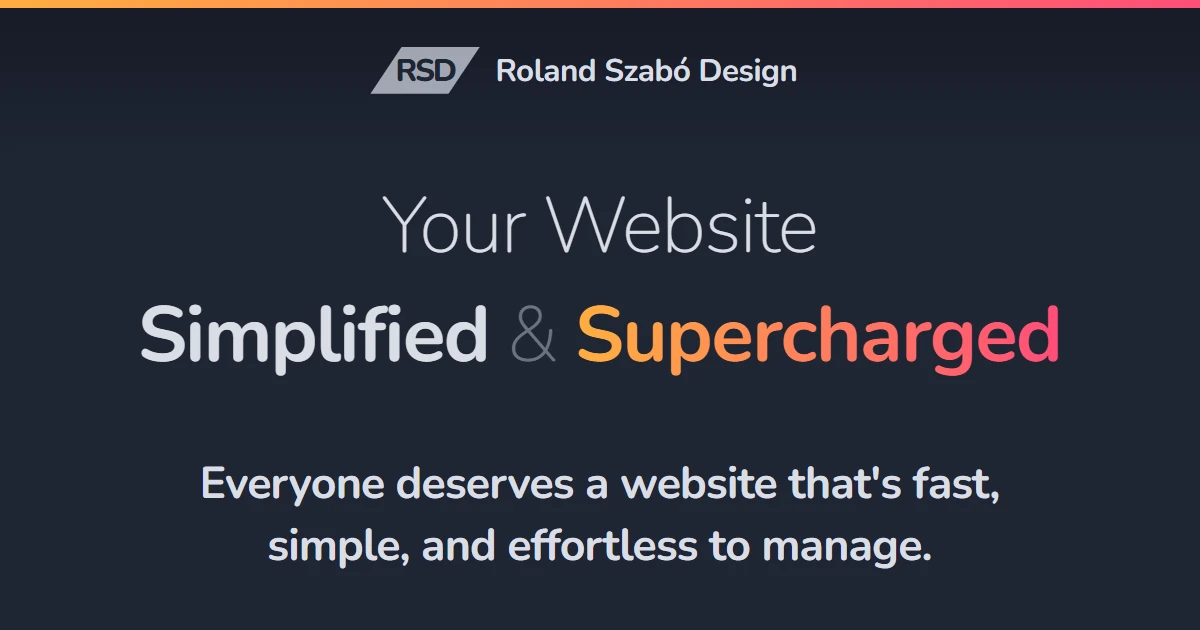 RSD Roland Szabó Design
Your Website
Simplified & Supercharged
Everyone deserves a website that's fast,
simple, and effortless to manage.